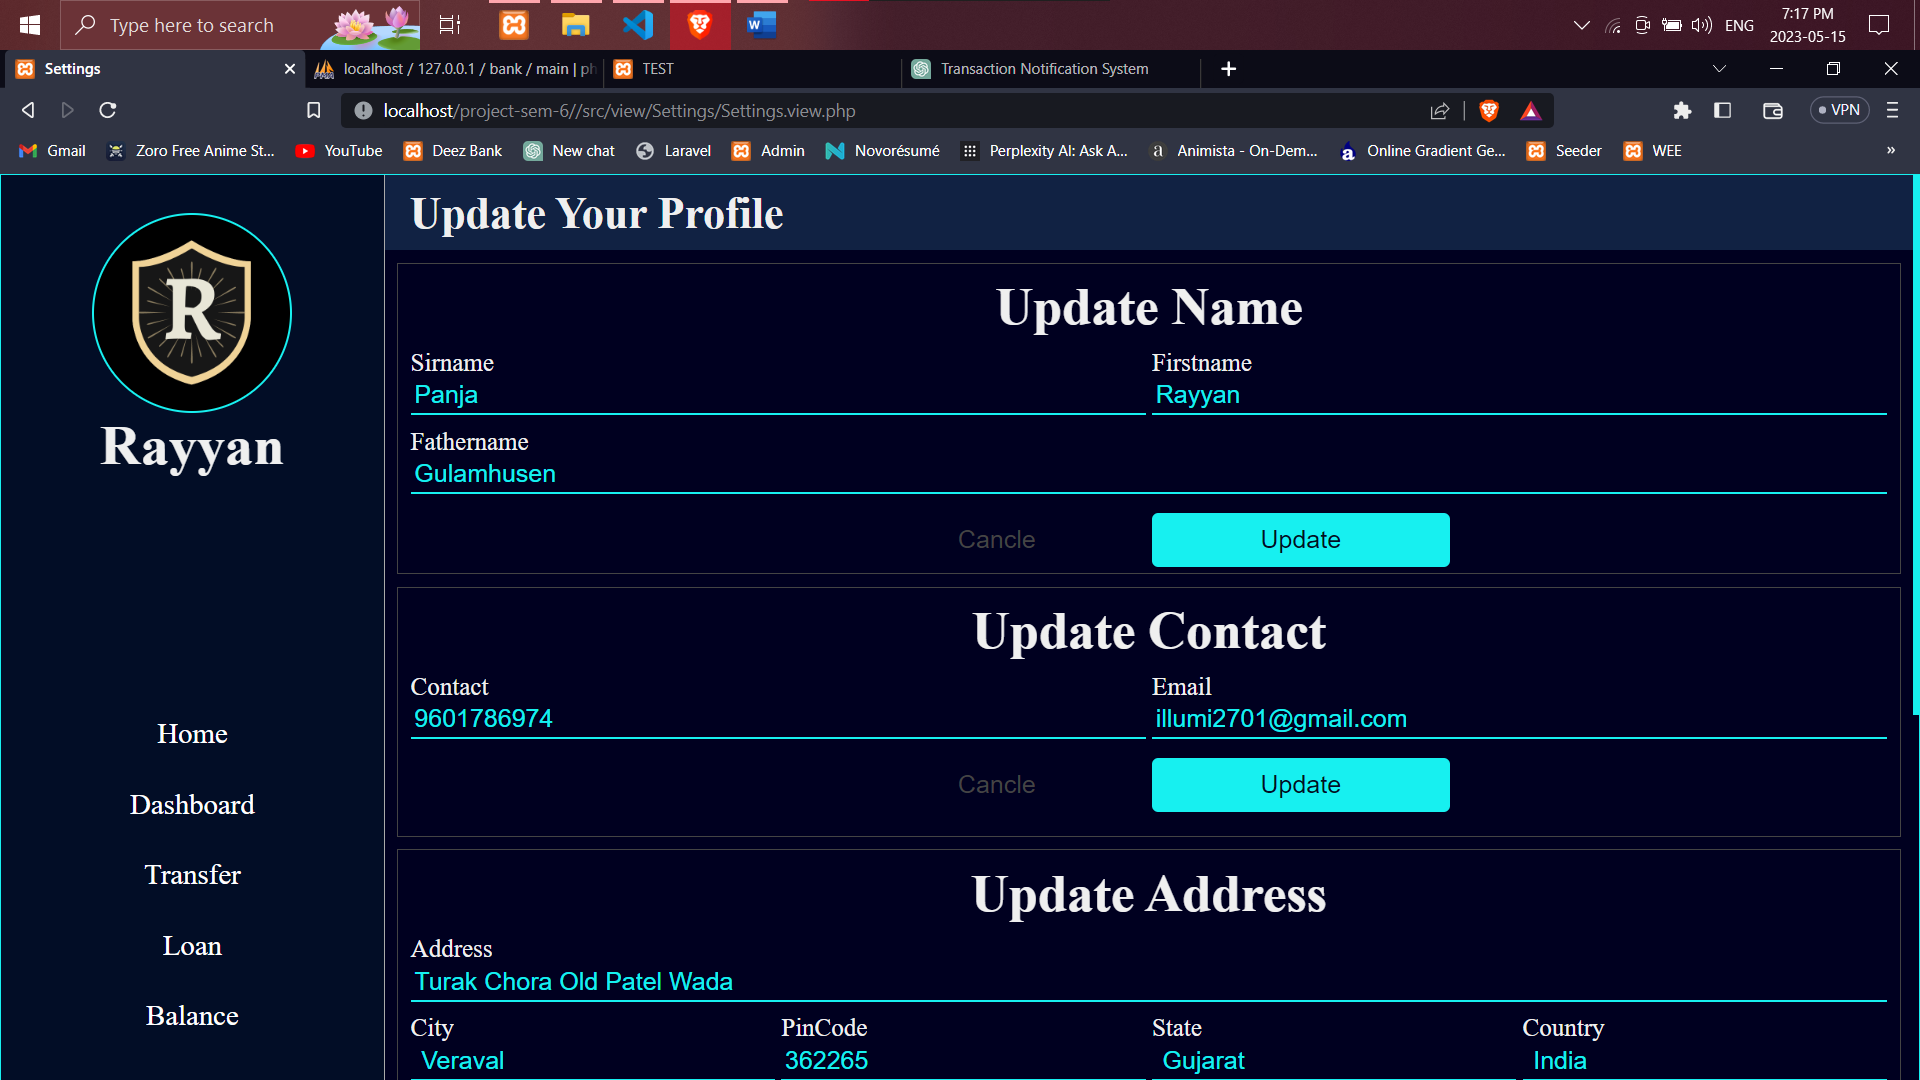 Type here to search
ENG
7:17 PM
2023-05-15
Settings
localhost / 127.0.0.1 / bank / main | ph
TEST
Transaction Notification System
localhost/project-sem-6//src/view/Settings/Settings.view.php
VPN
Gmail
Zoro Free Anime St...
YouTube
Deez Bank
New chat
Laravel
Admin
Novorésumé
Perplexity AI: Ask A...
Animista - On-Dem...
Online Gradient Ge...
Seeder
WEE
»
R
Rayyan
Home
Dashboard
Transfer
Loan
Balance
Update Your Profile
Update Name
Sirname
Firstname
Panja
Rayyan
Fathername
Gulamhusen
Cancle
Update
Update Contact
Contact
Email
9601786974
illumi2701@gmail.com
Cancle
Update
Update Address
Address
Turak Chora Old Patel Wada
City
PinCode
State
Country
Veraval
362265
Gujarat
India